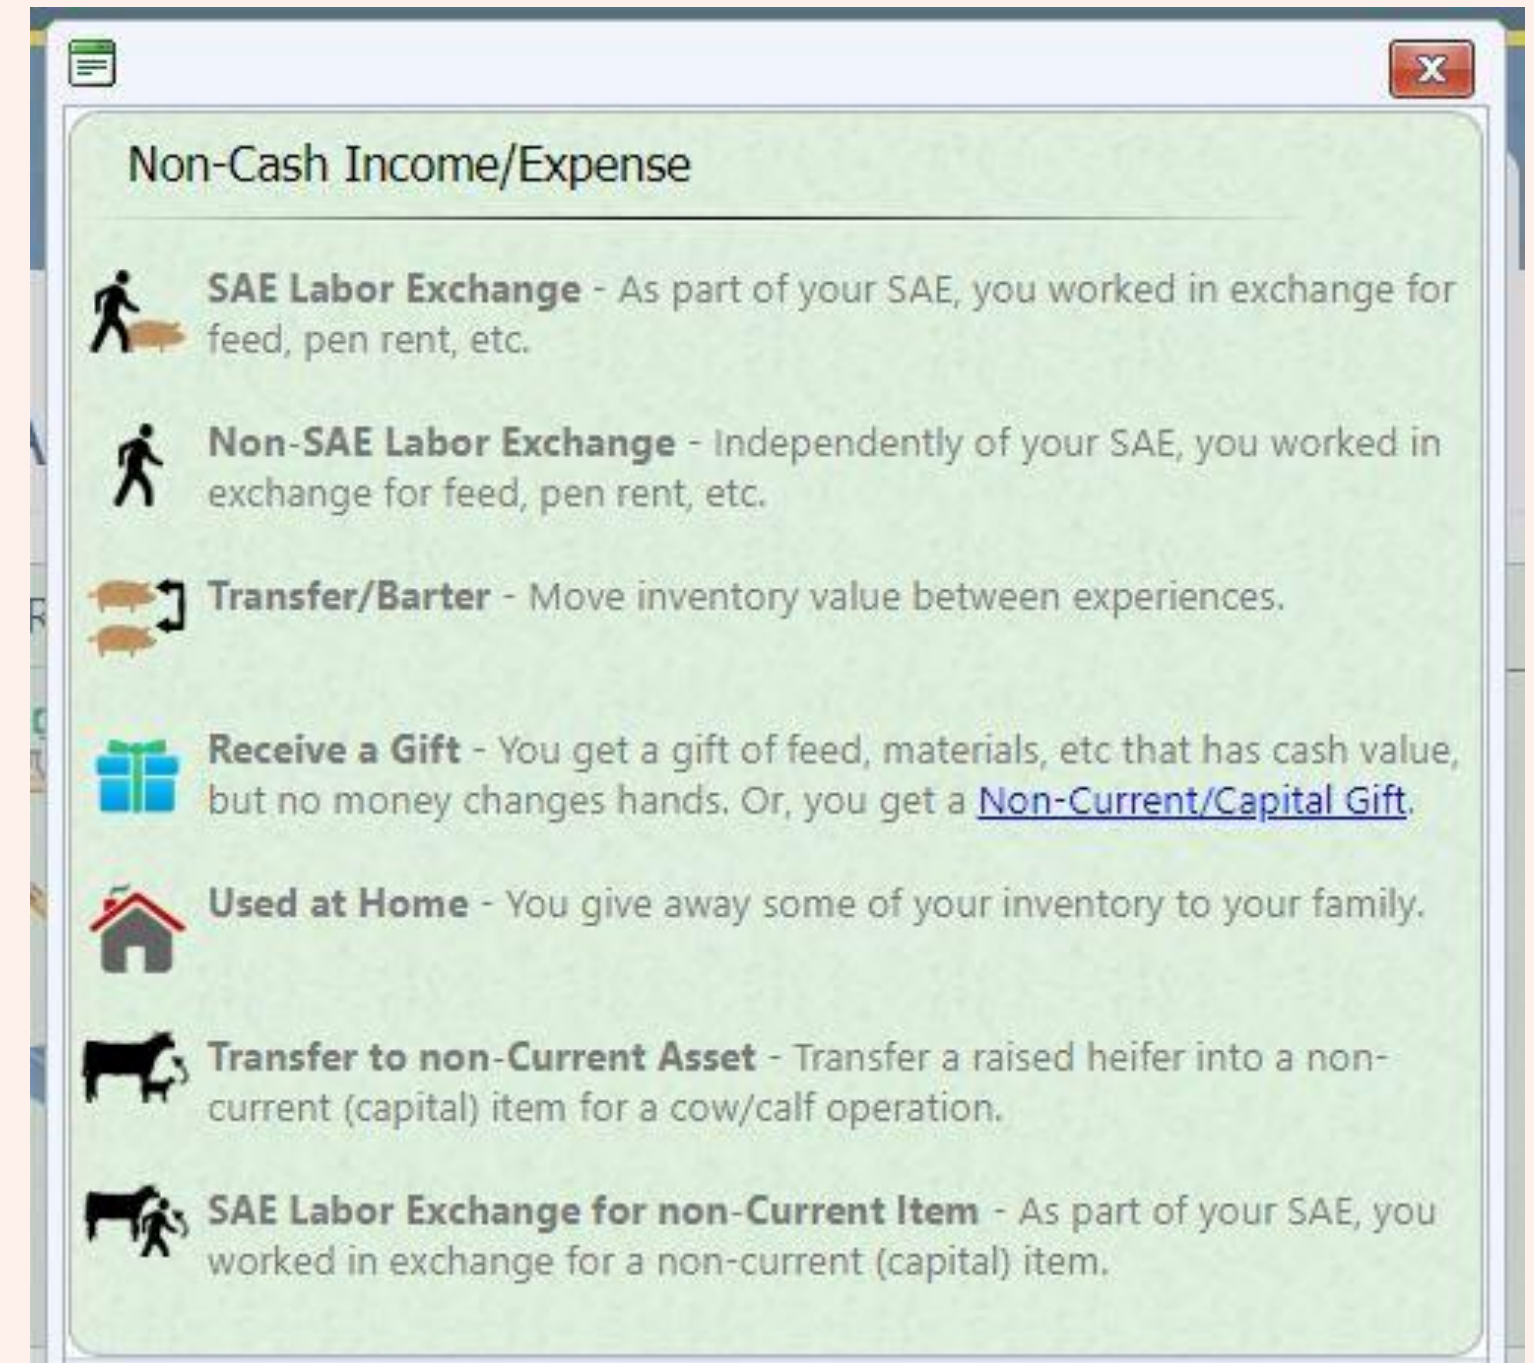 Non-Cash Income/Expense
SAE Labor Exchange - As part of your SAE, you worked in exchange for
feed, pen rent, etc.
Non-SAE Labor Exchange - Independently of your SAE, you worked in
exchange for feed, pen rent, etc.
Transfer/Barter - Move inventory value between experiences.
Receive a Gift - You get a gift of feed, materials, etc that has cash value,
but no money changes hands. Or, you get a Non-Current/Capital Gift.
Used at Home - You give away some of your inventory to your family.
Transfer to non-Current Asset - Transfer a raised heifer into a non-
current (capital) item for a cow/calf operation.
SAE Labor Exchange for non-Current Item - As part of your SAE, you
worked in exchange for a non-current (capital) item.